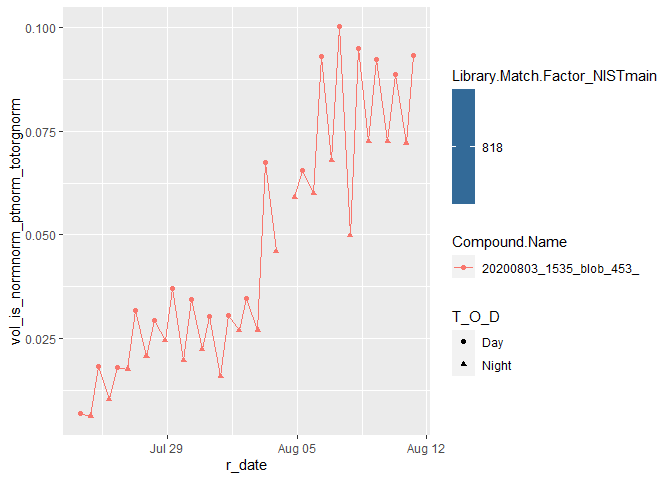 0.100
0.075
0.050
0.025
vol_is_normnorm_ptnorm_totorgnorm
Jul 29
Aug 05
Aug 12
r_date
Library.Match.Factor_NISTmain
818
Compound.Name
20200803_1535_blob_453_
T_O_D
Day
Night